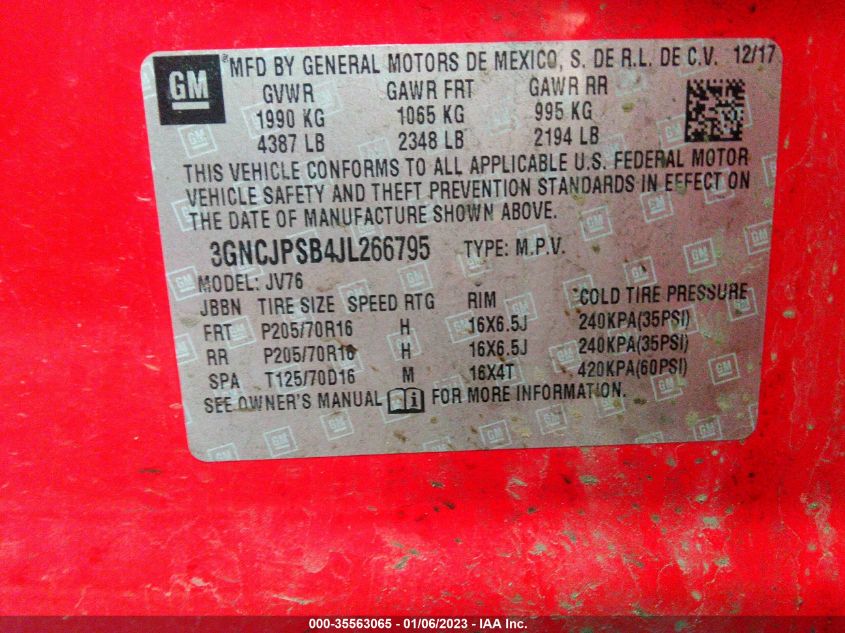 GM ® MFD BY GENERAL MOTORS DE MEXICO, S. DE R.L. DE C.V. 12/17
GVWR GAWR FRT GAWR RR
1990 KG 1065 KG 995 KG
4387 LB 2348 LB 2194 LB
THIS VEHICLE CONFORMS TO ALL APPLICABLE U.S. FEDERAL MOTOR
VEHICLE SAFETY AND THEFT PREVENTION STANDARDS IN EFFECT ON
THE DATE OF MANUFACTURE SHOWN ABOVE.
3GNCJPSB4JL266795 TYPE: M.P.V.
MODEL: JV76
JBBN TIRE SIZE SPEED RTG RIM COLD TIRE PRESSURE
FRT P205/70R16 H 16X6.5J 240KPA(35PSI)
RR P205/70R16 H 16X6.5J 240KPA(35PSI)
SPA T125/70D16 M 16X4T 420KPA(60PSI)
SEE OWNER'S MANUAL i FOR MORE INFORMATION.
000-35563065 - 01/06/2023 - IAA Inc.